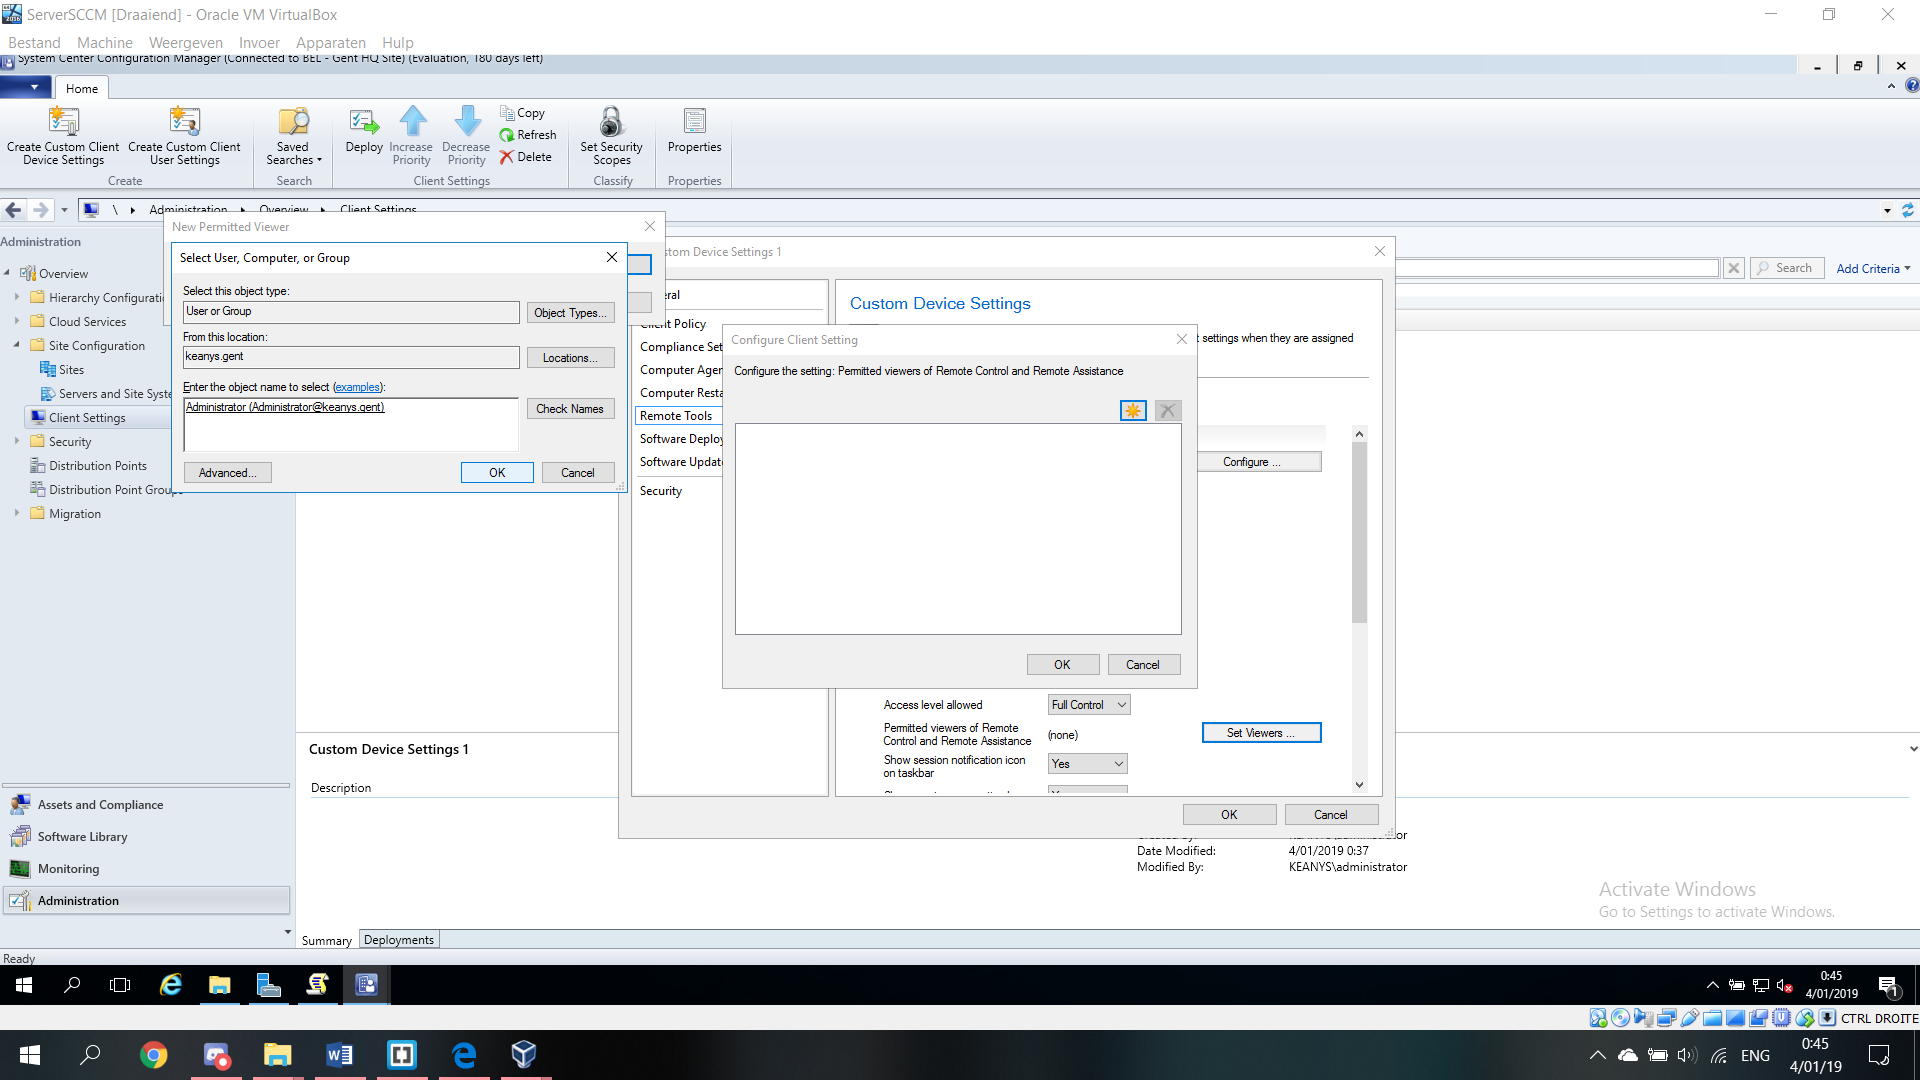 ServerSCCM [Draaiend] - Oracle VM VirtualBox
Bestand Machine Weergeven Invoer Apparaten Hulp
System Center Configuration Manager (Connected to BEL - Gent HQ Site) (Evaluation, 180 days left)
Home
Create Custom Client Device Settings
Create Custom Client User Settings
Create
Saved Searches
Search
Deploy
Increase Priority
Decrease Priority
Copy
Refresh
Delete
Client Settings
Set Security Scopes
Classify
Properties
Properties
\ Administration Overview Client Settings
Administration
Overview
Hierarchy Configurati
Cloud Services
Site Configuration
Sites
Servers and Site Syste
Client Settings
Security
Distribution Points
Distribution Point Groups
Migration
Assets and Compliance
Software Library
Monitoring
Administration
New Permitted Viewer
Select User, Computer, or Group
Select this object type:
User or Group
Object Types...
From this location:
keanys.gent
Locations...
Enter the object name to select (examples):
Administrator (Administrator@keanys.gent)
Check Names
Advanced...
OK
Cancel
stom Device Settings 1
eral
Client Policy
Compliance Set
Computer Agen
Computer Resta
Remote Tools
Software Deploy
Software Update
Security
Custom Device Settings
t settings when they are assigned
Configure ...
Configure Client Setting
Configure the setting: Permitted viewers of Remote Control and Remote Assistance
OK
Cancel
Access level allowed
Full Control
Permitted viewers of Remote Control and Remote Assistance
(none)
Set Viewers ...
Show session notification icon on taskbar
Yes
OK
Cancel
Search
Add Criteria
Custom Device Settings 1
Description
Date Modified: 4/01/2019 0:37
Modified By: KEANYS\administrator
Activate Windows
Go to Settings to activate Windows.
Summary
Deployments
Ready
0:45
4/01/2019
1
CTRL DROITE
ENG
0:45
4/01/19